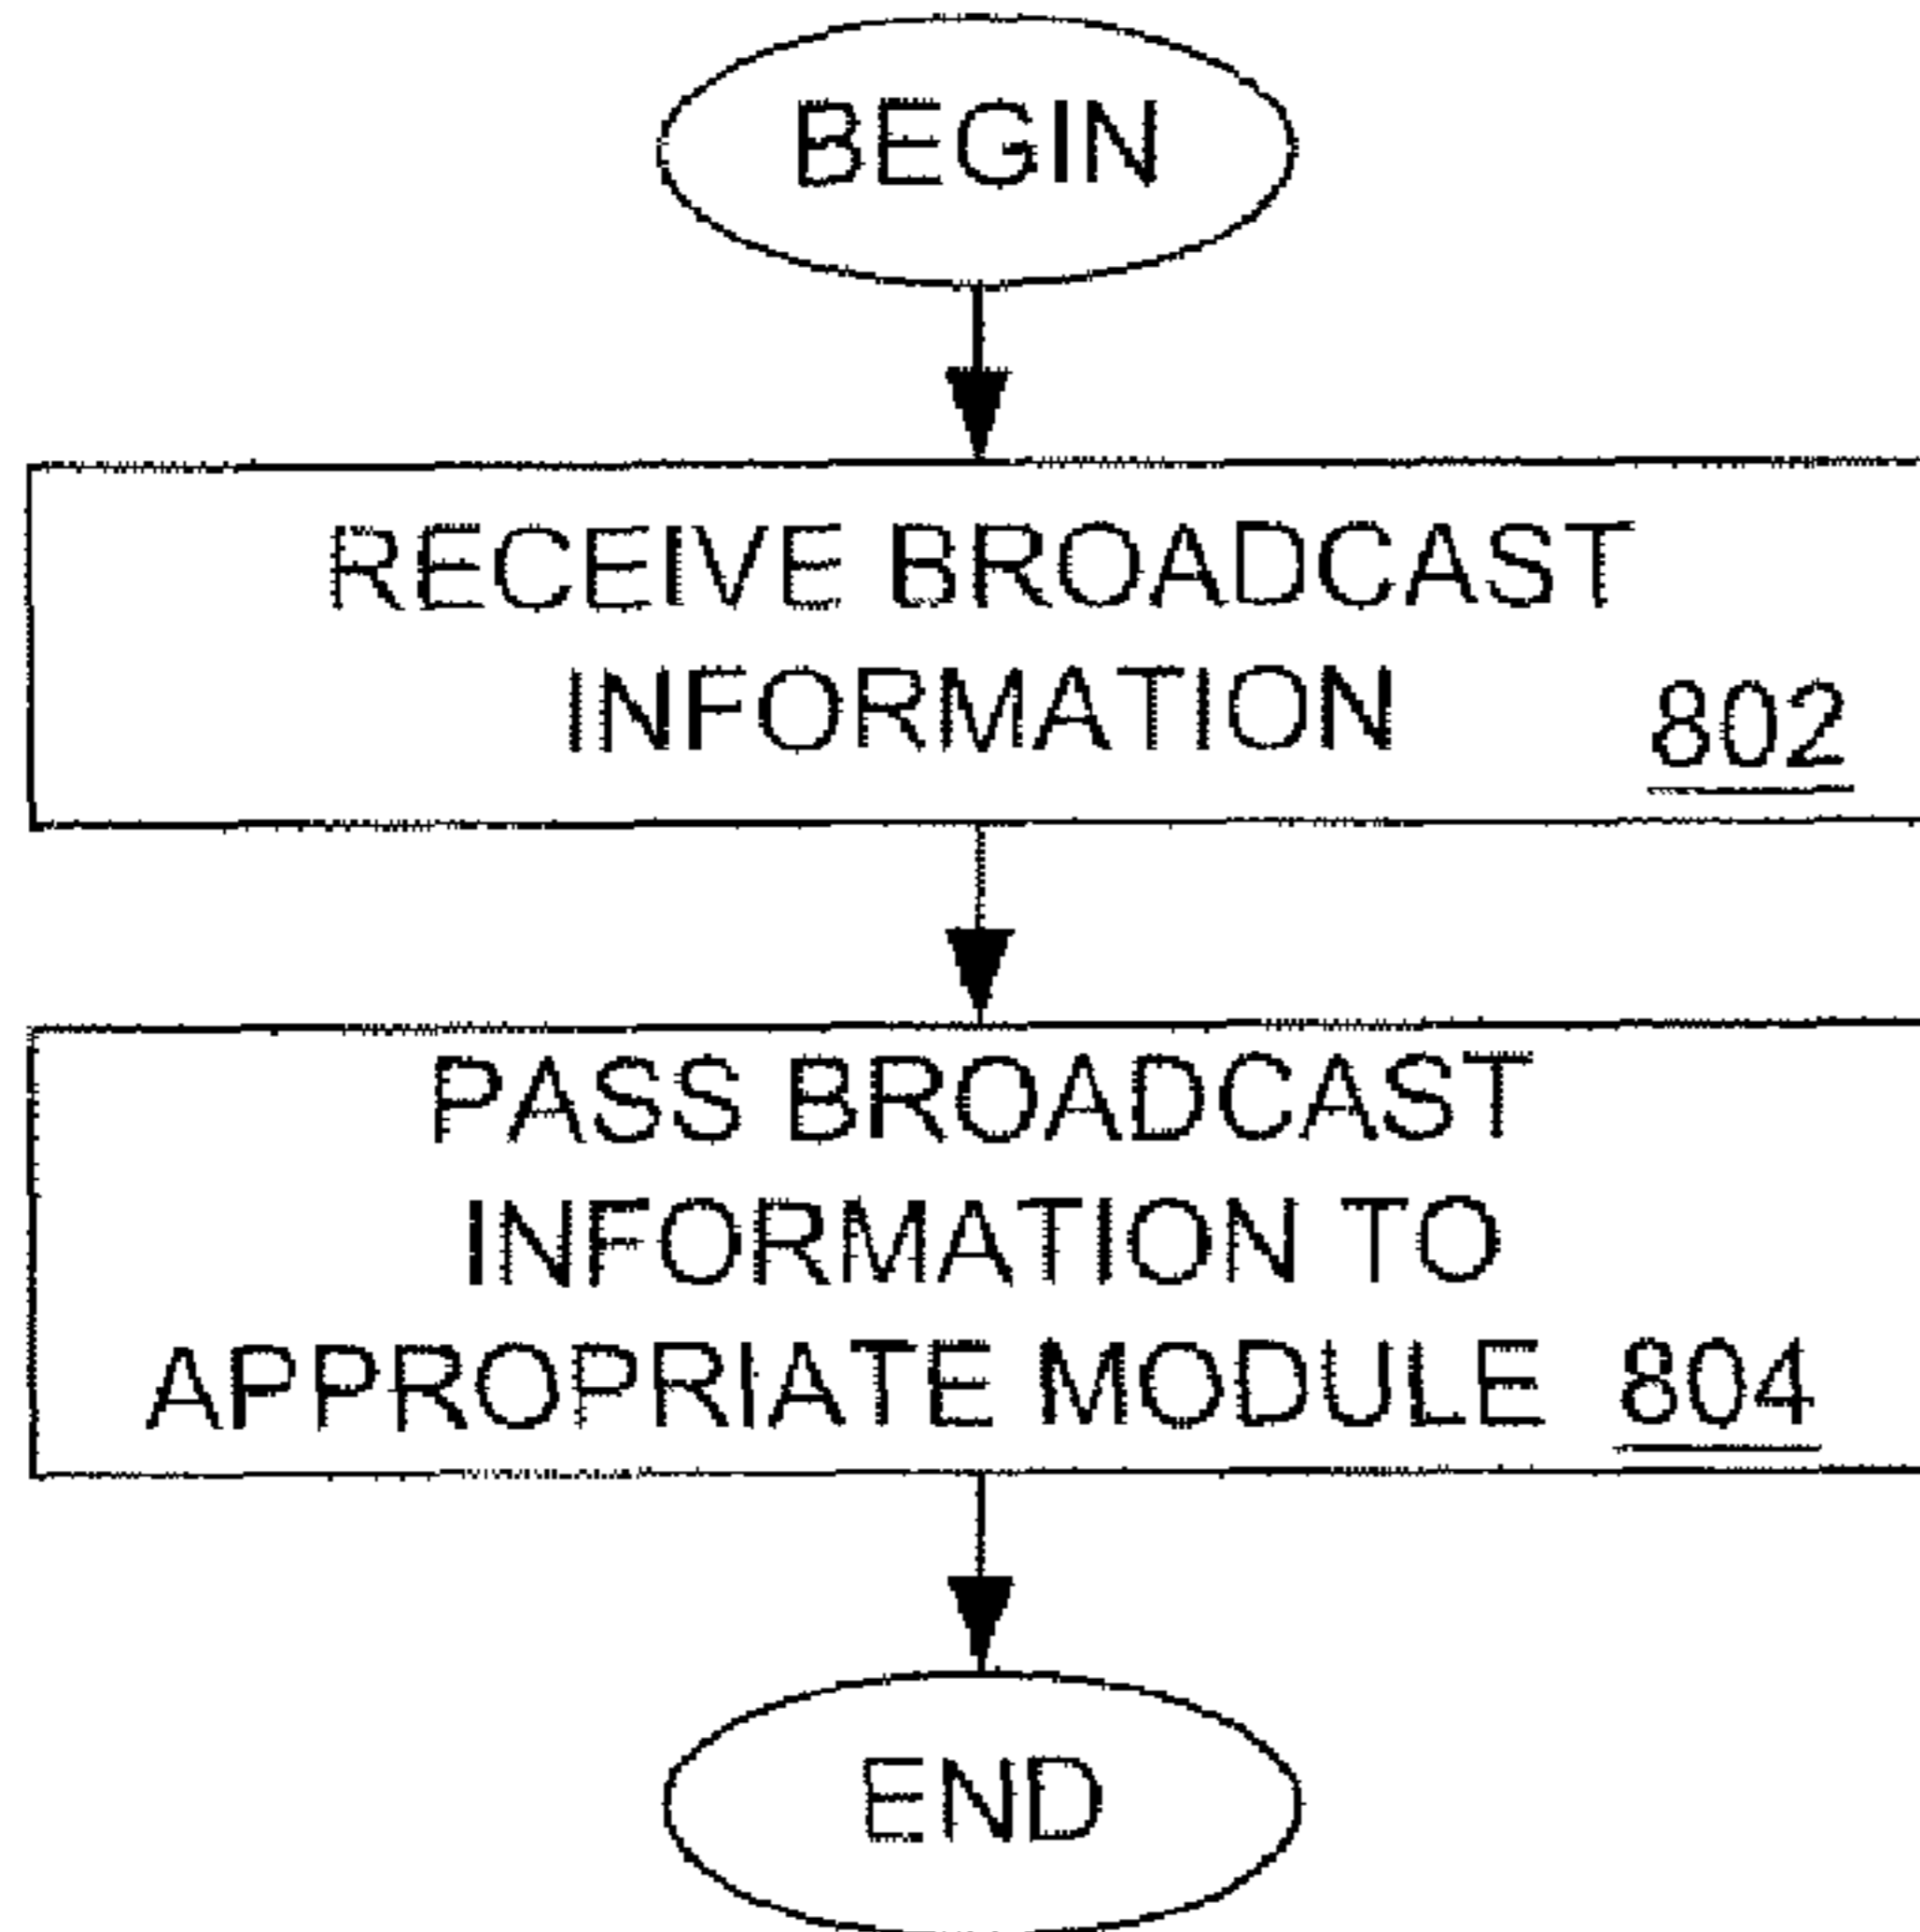 BEGIN
RECEIVE BROADCAST
INFORMATION 802
PASS BROADCAST
INFORMATION TO
APPROPRIATE MODULE 804
END